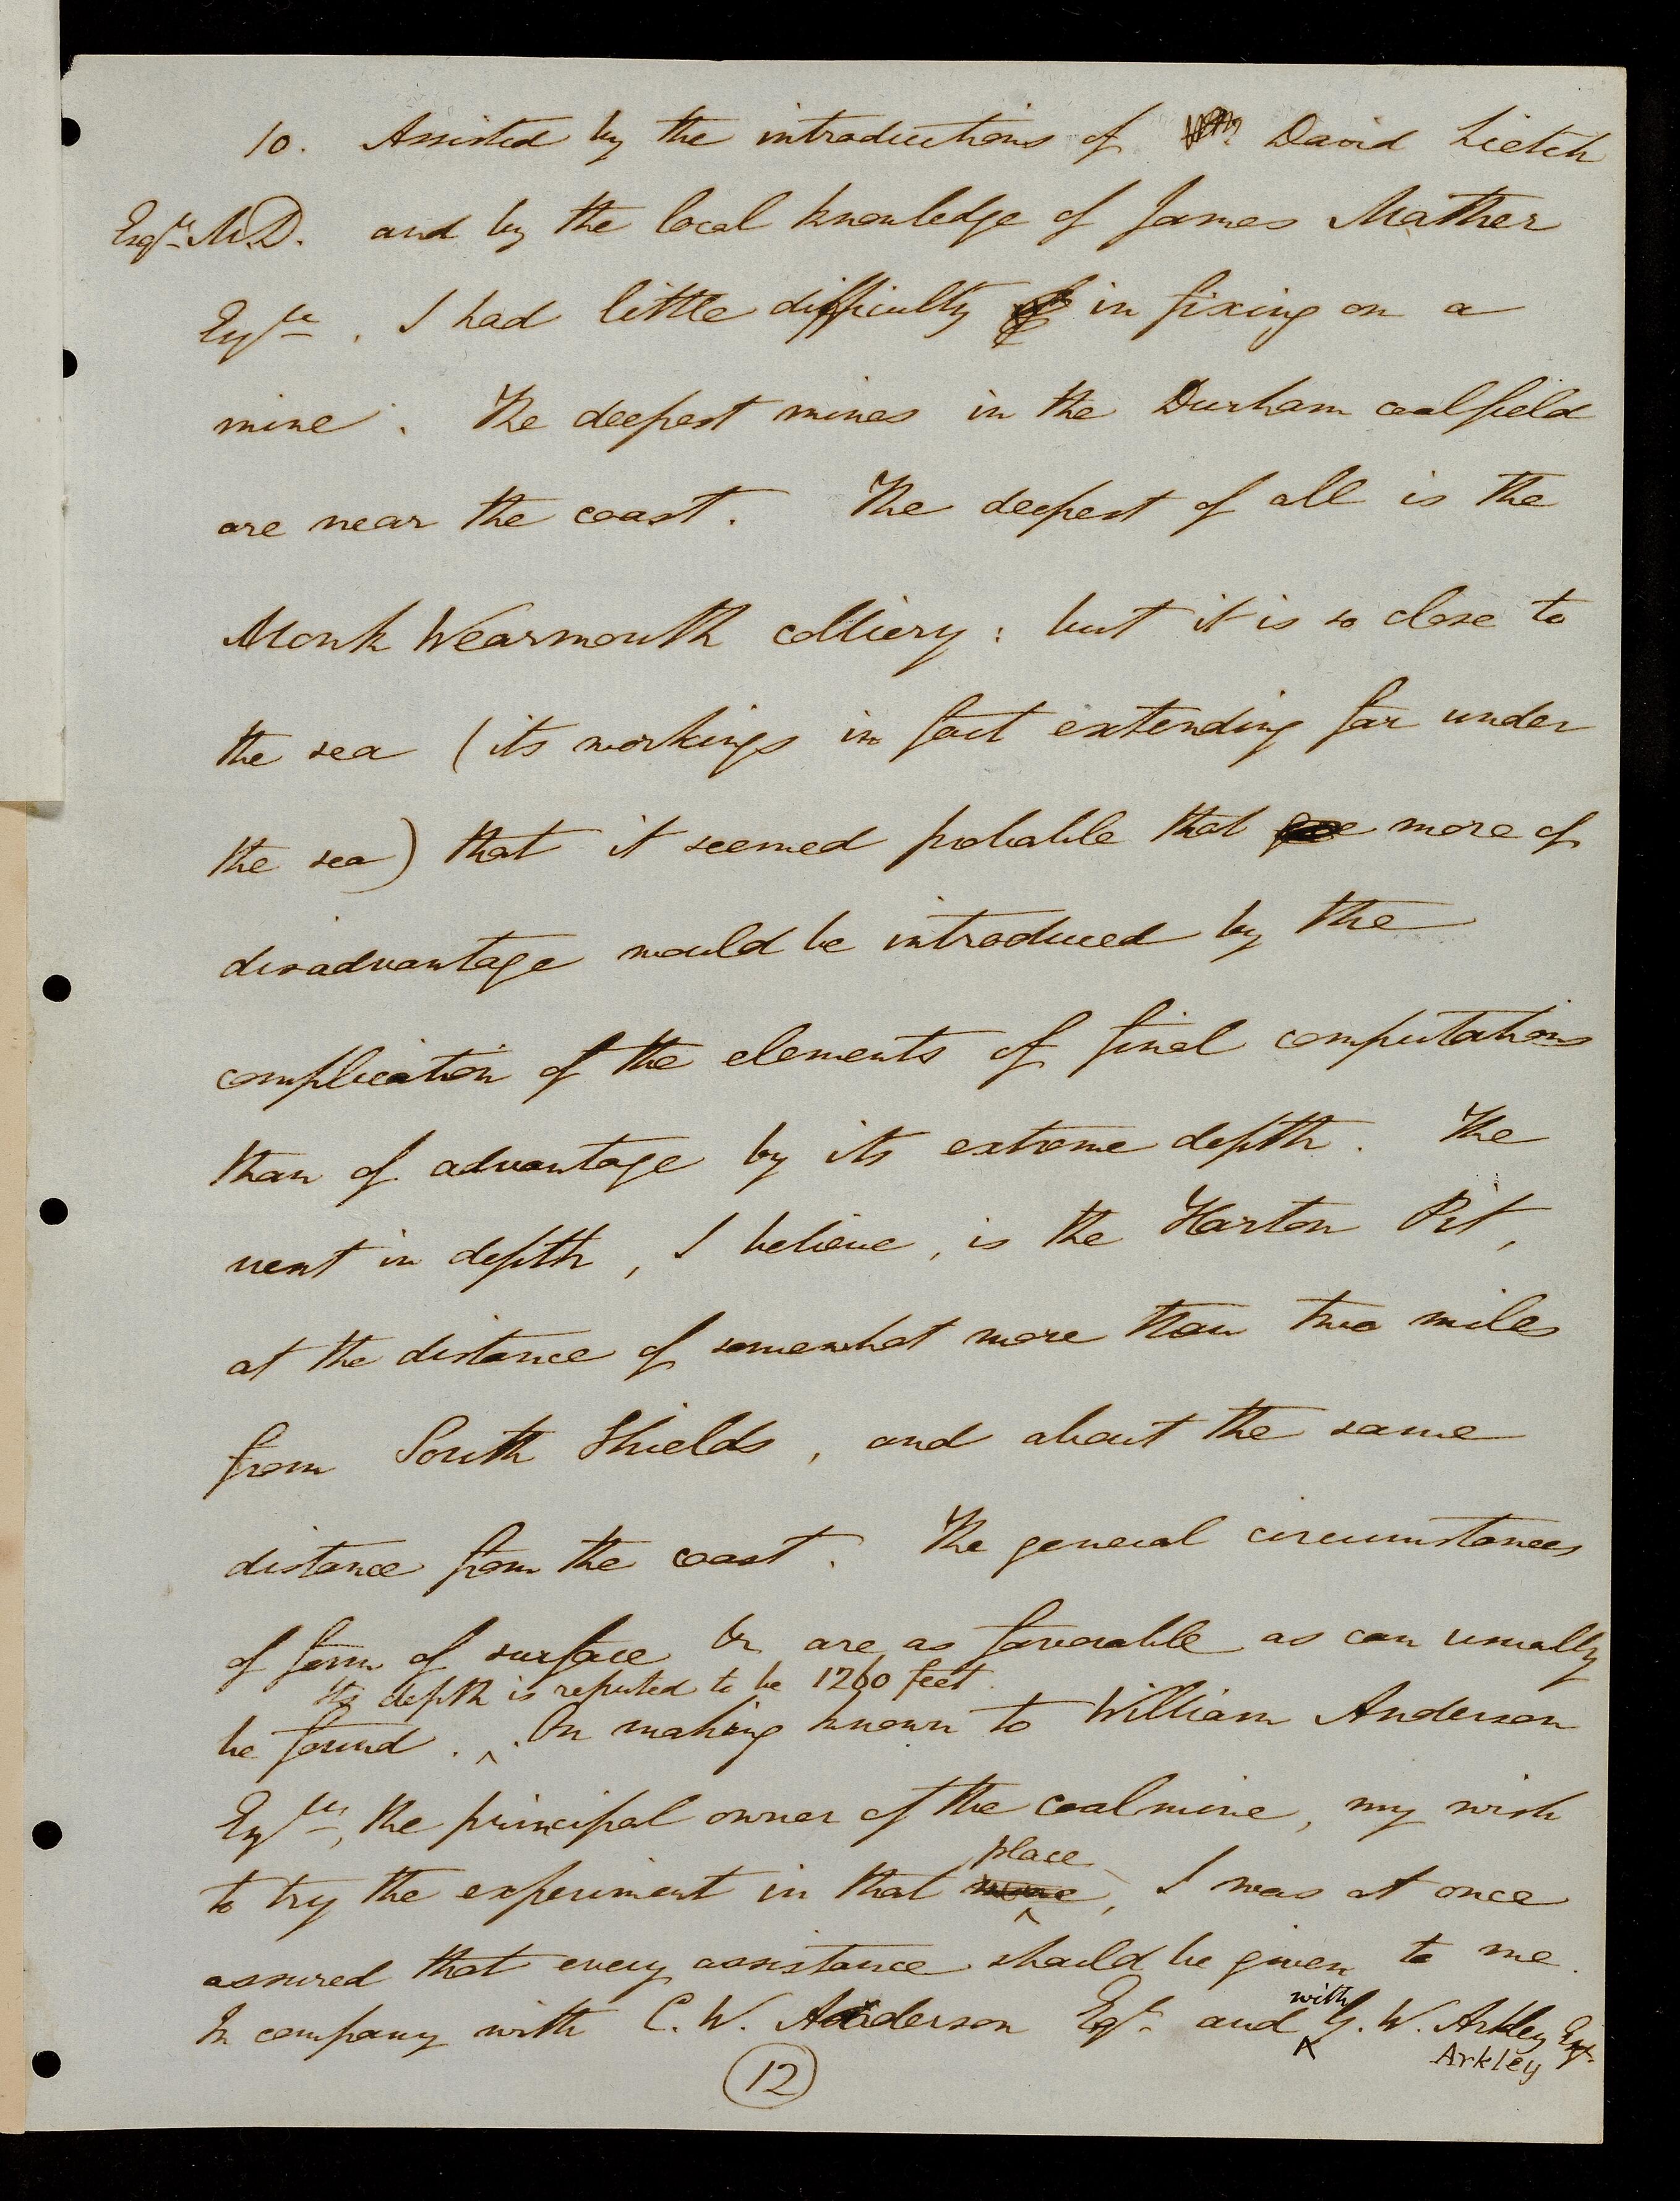 10. Assisted by the introductions of David Lietch
Esqre M.D. and by the local knowledge of James Mather
Esqre, I had little difficulty in fixing on a
mine. The deepest mines in the Durham coalfield
are near the coast. The deepest of all is the
Monk Wearmouth colliery: but it is so close to
the sea (its workings in fact extending far under
the sea) that it seemed probable that more of
disadvantage would be introduced by the
complication of the elements of final computations
than of advantage by its extreme depth. The
next in depth, I believe, is the Harton Pit,
at the distance of somewhat more than two miles
from South Shields, and about the same
distance from the coast. The general circumstances
of form of surface &c are as favorable as can usually
Its depth is reputed to be 1260 feet.
be found. ^ On making known to William Anderson
Esqre, the principal owner of the coalmine, my wish
place
to try the experiment in that mine, I was at once
assured that every assistance should be given to me.
with
In company with C. W. Anderson Esqr and ^ G. W. Arkley Esqr
Arkley
12